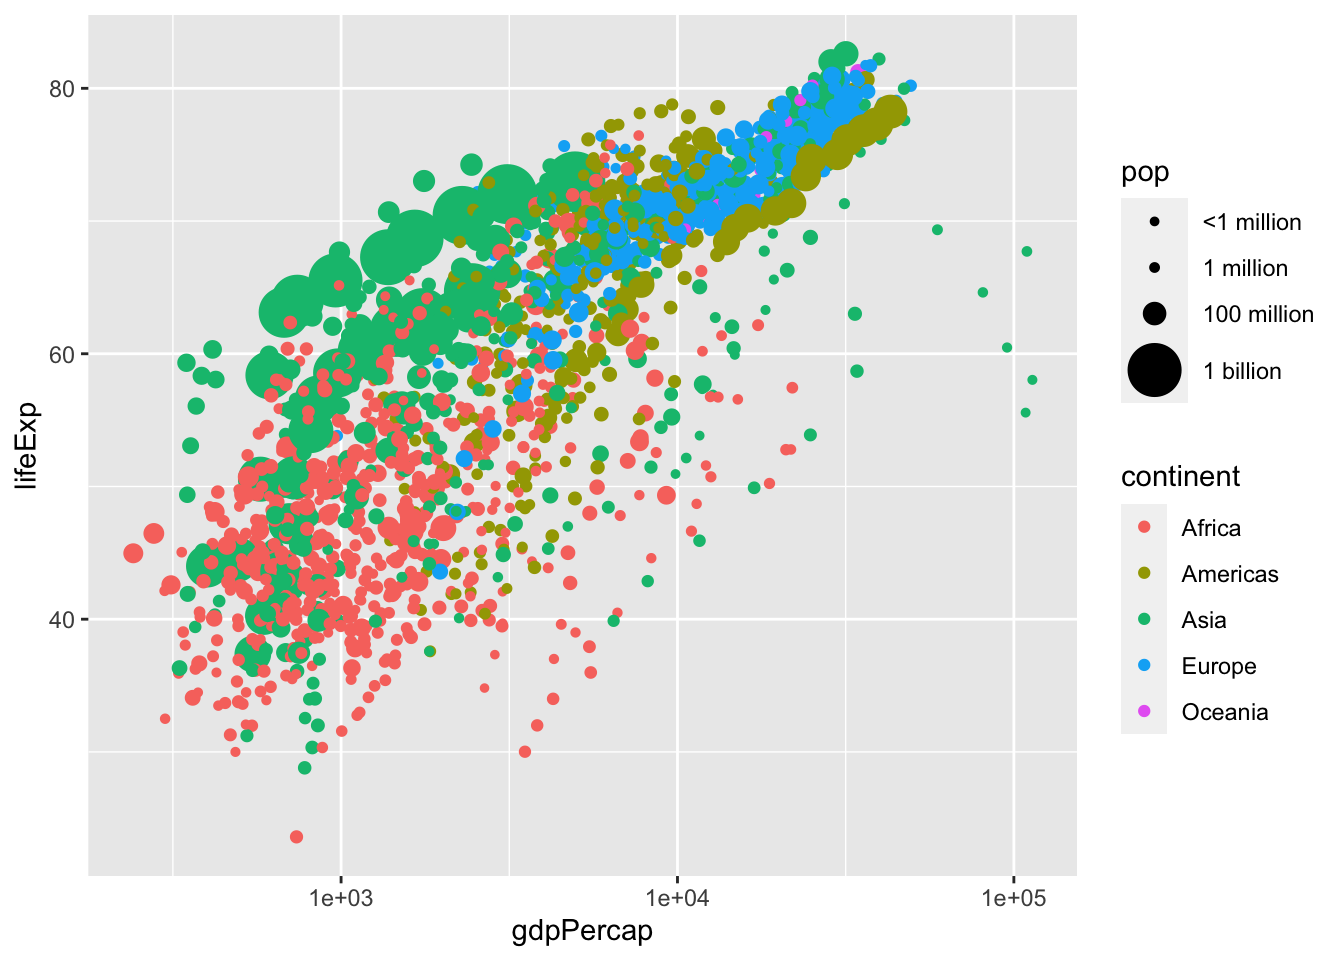 80
60
40
lifeExp
1e+03
1e+04
1e+05
gdpPercap
pop
<1 million
1 million
100 million
1 billion
continent
Africa
Americas
Asia
Europe
Oceania